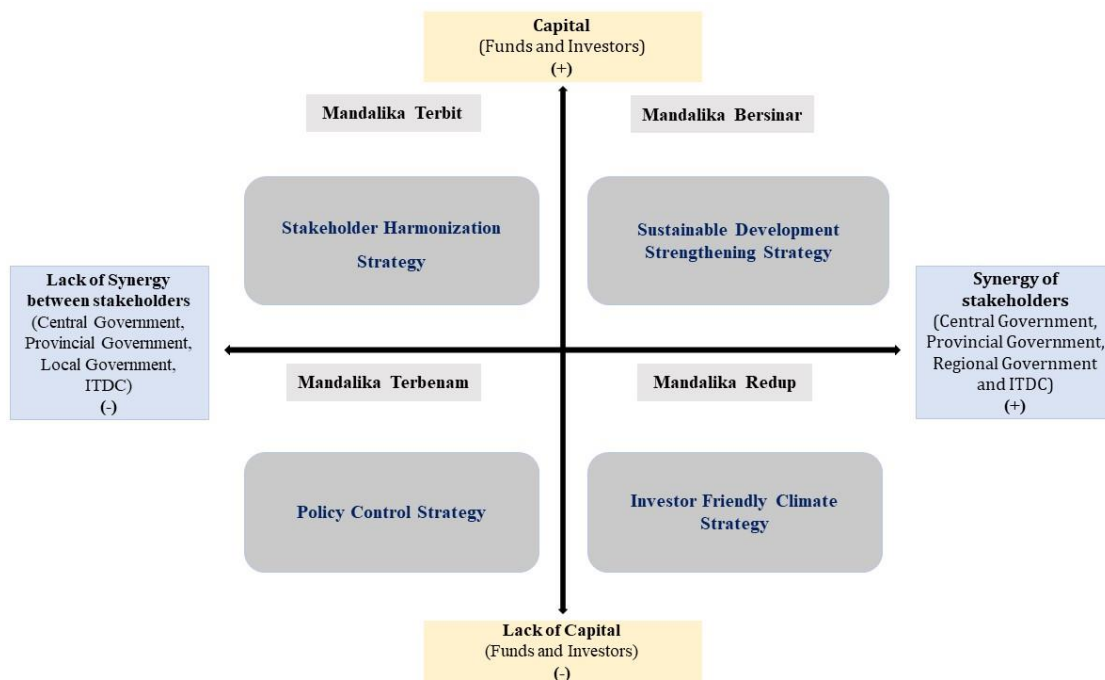 Capital
(Funds and Investors)
(+)
Mandalika Terbit
Mandalika Bersinar
Stakeholder Harmonization
Strategy
Sustainable Development
Strengthening Strategy
Lack of Synergy
between stakeholders
(Central Government,
Provincial Government,
Local Government,
ITDC)
(-)
Synergy of
stakeholders
(Central Government,
Provincial Government,
Regional Government
and ITDC)
(+)
Mandalika Terbenam
Mandalika Redup
Policy Control Strategy
Investor Friendly Climate
Strategy
Lack of Capital
(Funds and Investors)
(-)